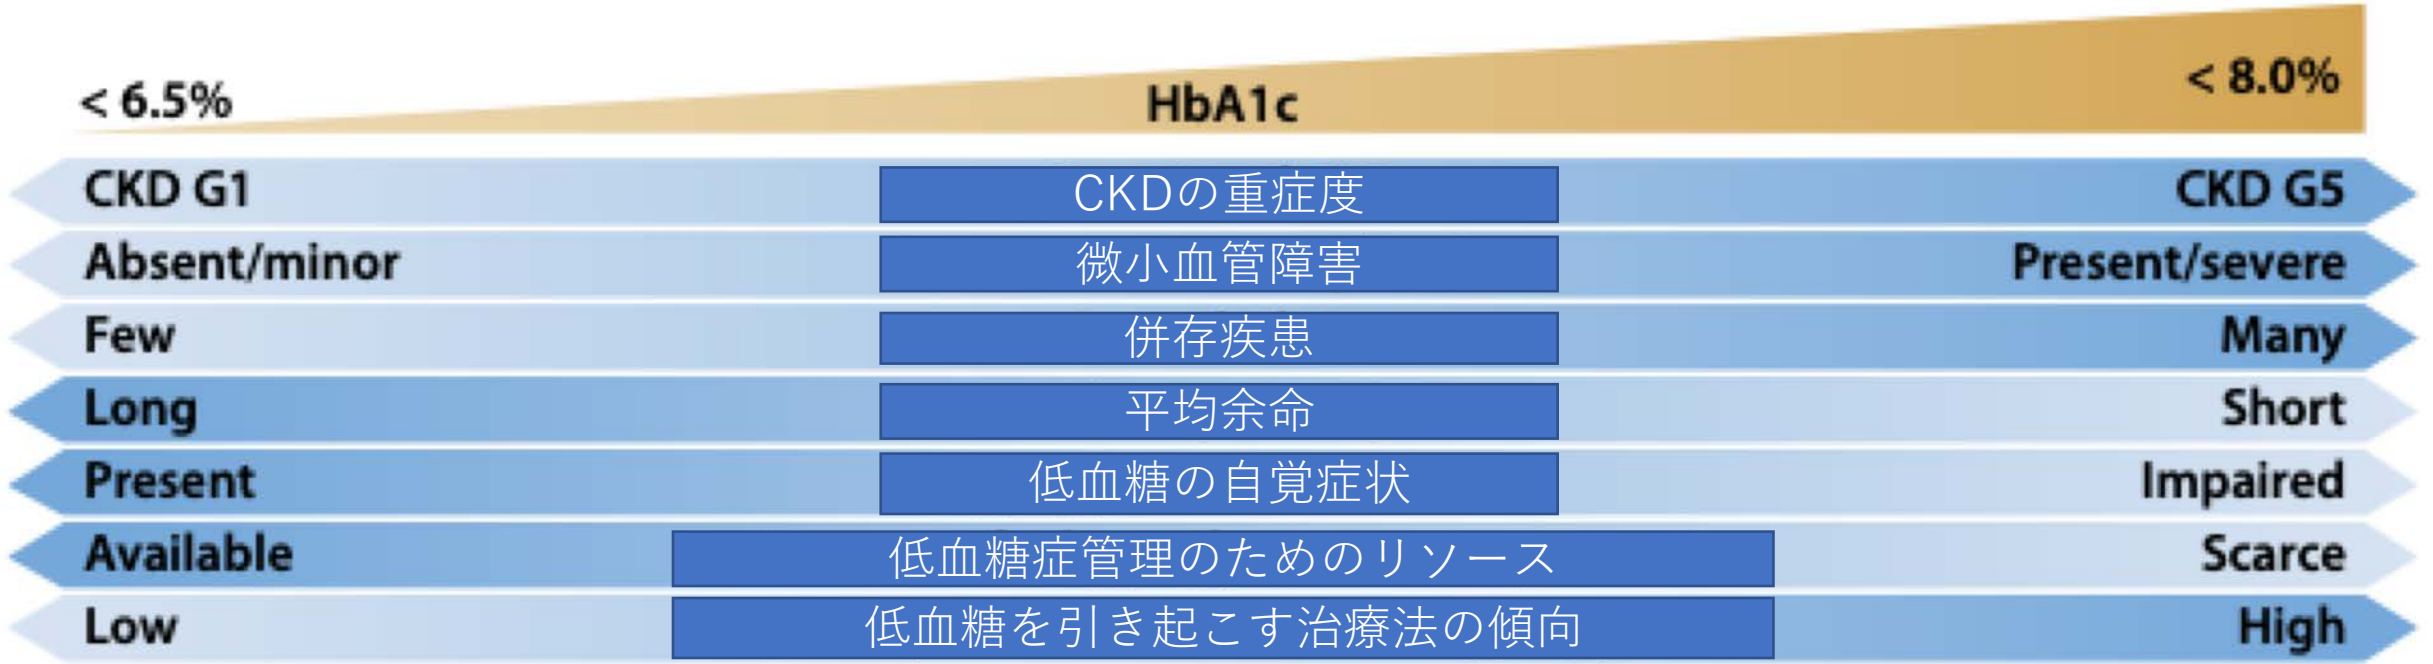 < 6.5% HbA1c < 8.0%
CKD G1 CKDの重症度 CKD G5
Absent/minor 微小血管障害 Present/severe
Few 併存疾患 Many
Long 平均余命 Short
Present 低血糖の自覚症状 Impaired
Available 低血糖症管理のためのリソース Scarce
Low 低血糖を引き起こす治療法の傾向 High